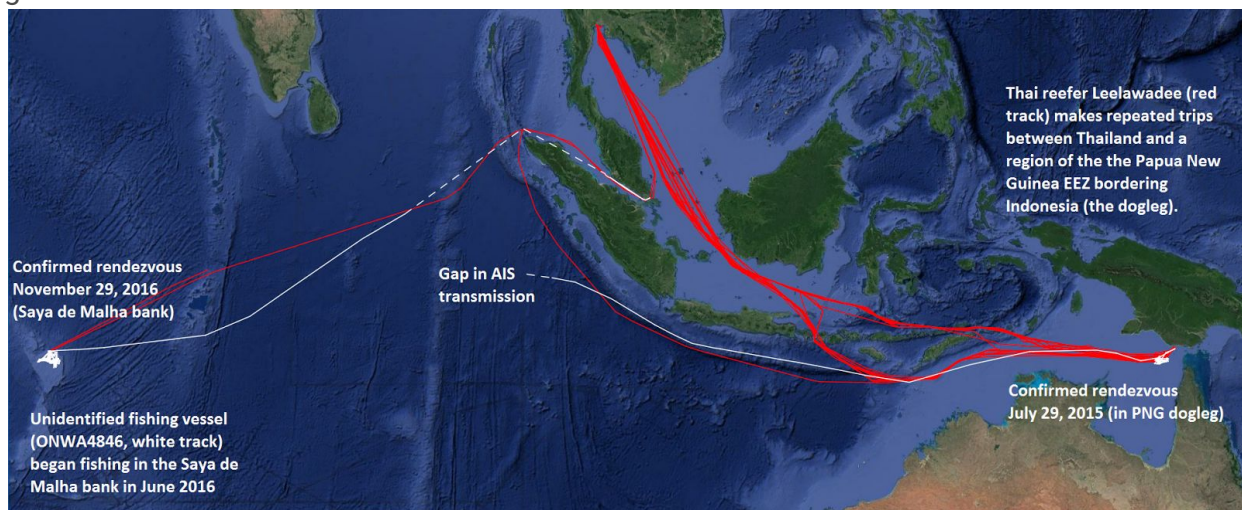 Thai reefer Leelawadee (red
track) makes repeated trips
between Thailand and a
region of the the Papua New
Guinea EEZ bordering
Indonesia (the dogleg).
Confirmed rendezvous
November 29, 2016
(Saya de Malha bank)
Gap in AIS
transmission
Unidentified fishing vessel
(ONWA4846, white track)
began fishing in the Saya de
Malha bank in June 2016
Confirmed rendezvous
July 29, 2015 (in PNG dogleg)